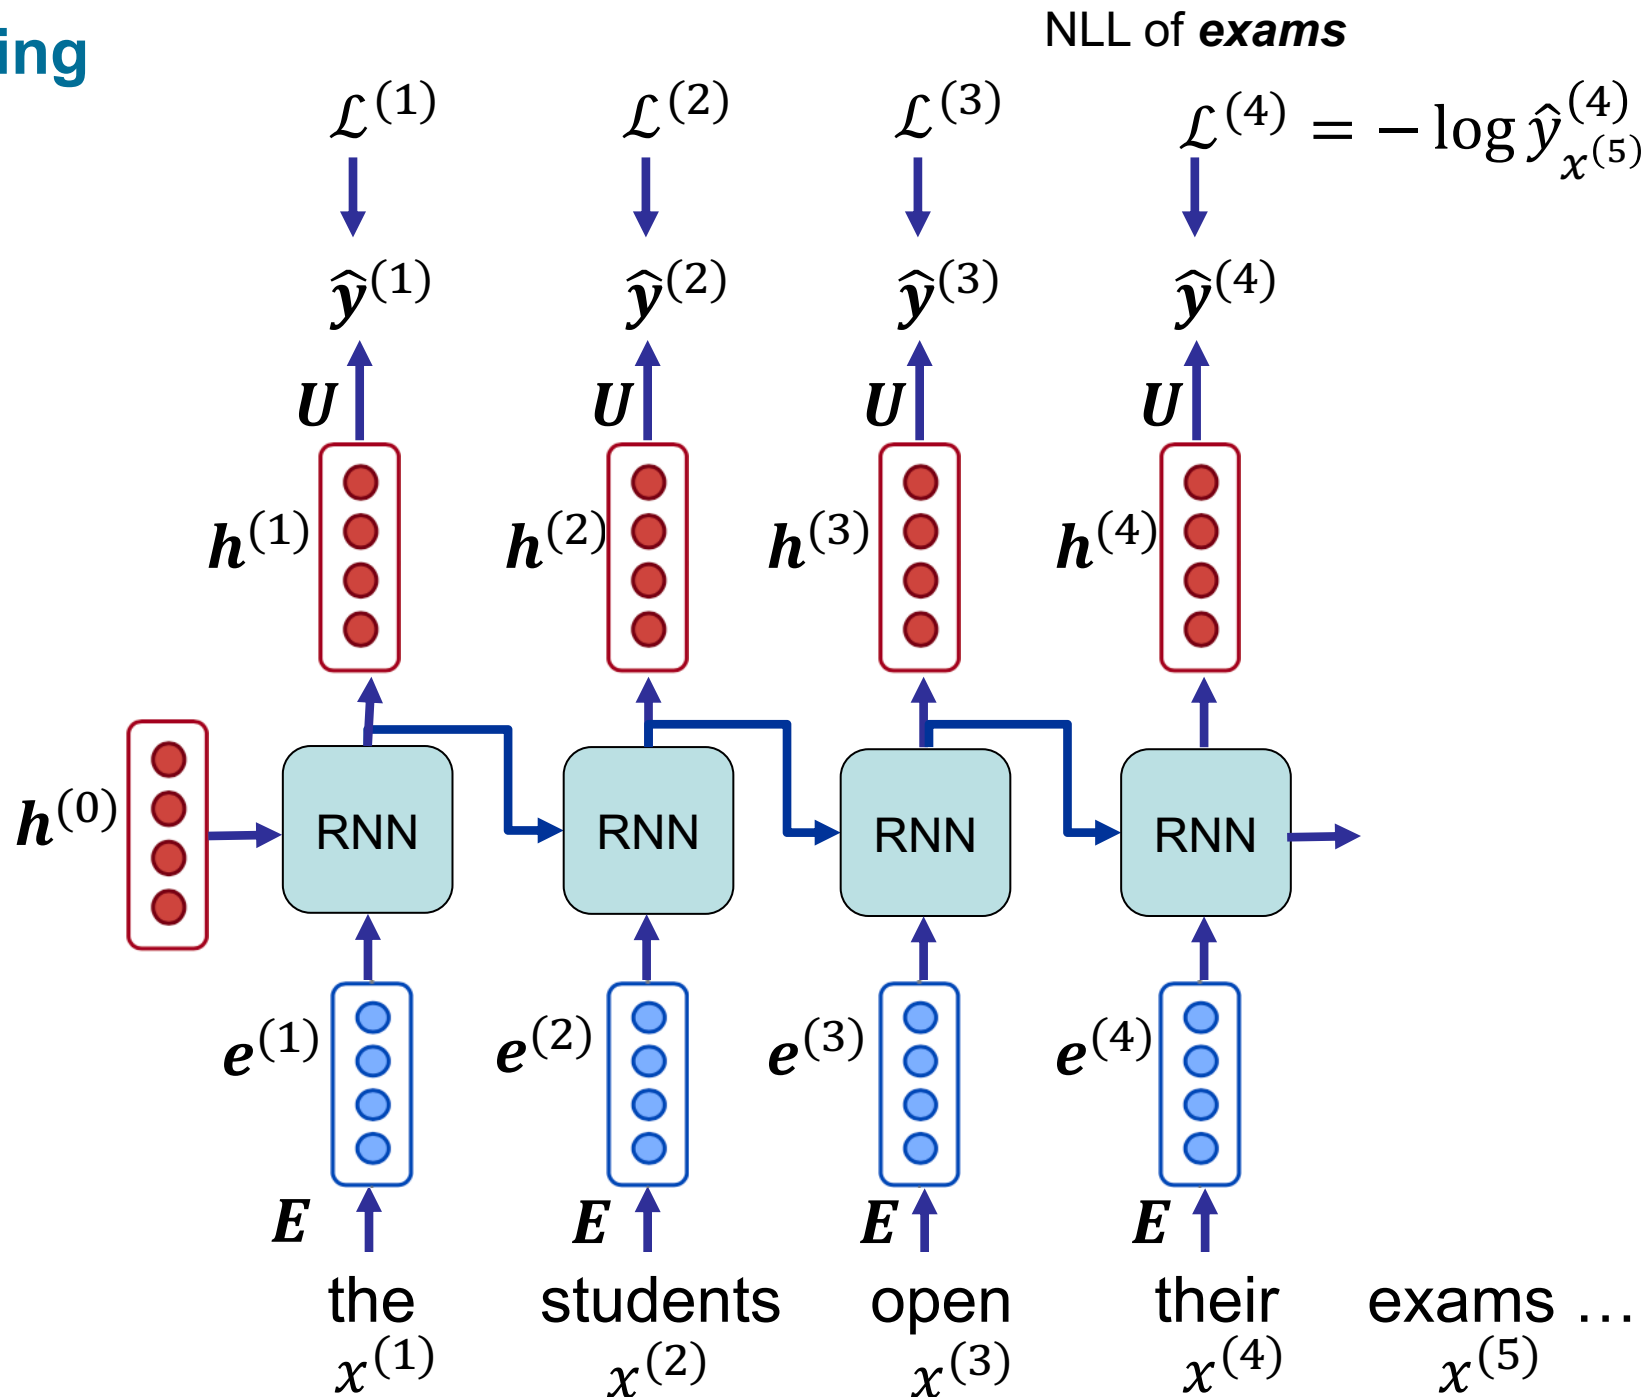 ing
NLL of exams
ℒ⁽¹⁾ ℒ⁽²⁾ ℒ⁽³⁾ ℒ⁽⁴⁾ = − log ŷ⁽⁴⁾ₓ₍₅₎
ŷ⁽¹⁾ ŷ⁽²⁾ ŷ⁽³⁾ ŷ⁽⁴⁾
U U U U
h⁽¹⁾ h⁽²⁾ h⁽³⁾ h⁽⁴⁾
h⁽⁰⁾ RNN RNN RNN RNN
e⁽¹⁾ e⁽²⁾ e⁽³⁾ e⁽⁴⁾
E E E E
the students open their exams …
x⁽¹⁾ x⁽²⁾ x⁽³⁾ x⁽⁴⁾ x⁽⁵⁾